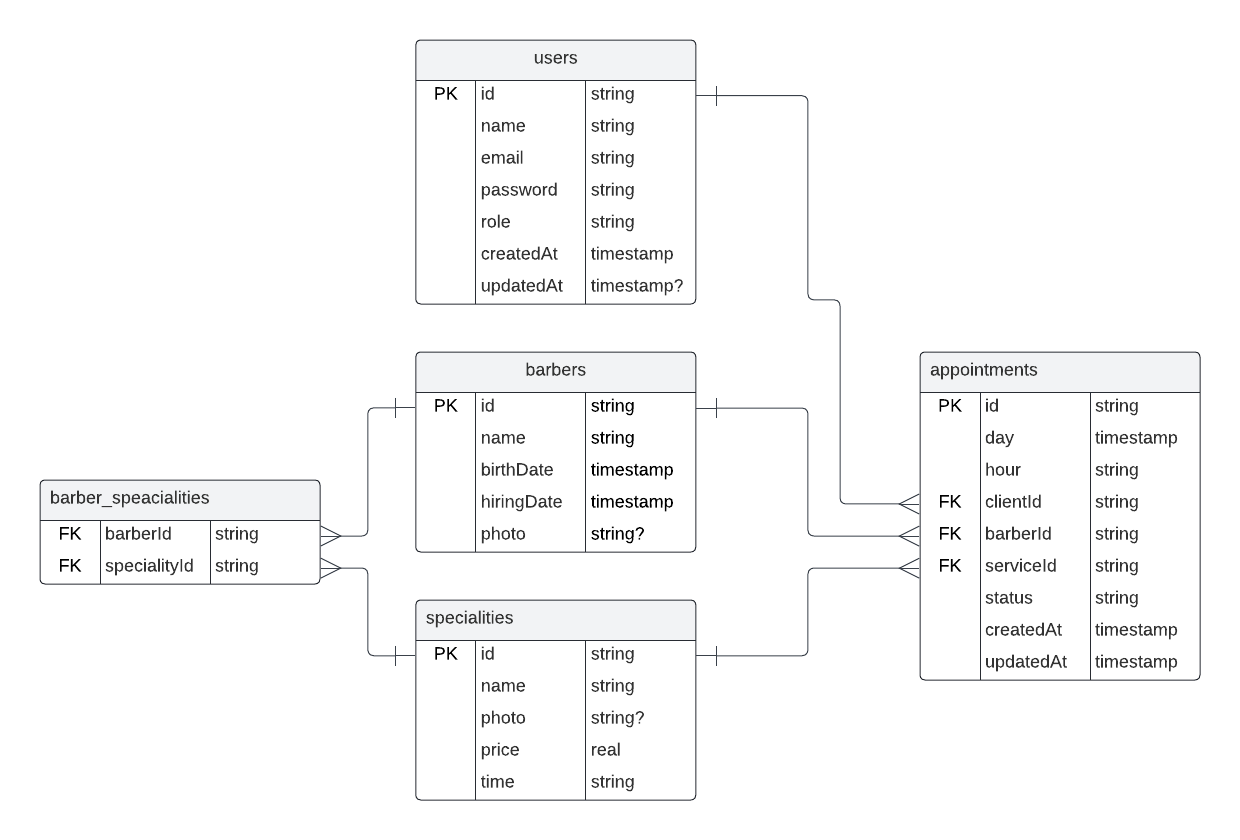 users
PK id string
name string
email string
password string
role string
createdAt timestamp
updatedAt timestamp?
barbers
PK id string
name string
birthDate timestamp
hiringDate timestamp
photo string?
appointments
PK id string
day timestamp
hour string
FK clientId string
FK barberId string
FK serviceId string
status string
createdAt timestamp
updatedAt timestamp
barber_speacialities
FK barberId string
FK specialityId string
specialities
PK id string
name string
photo string?
price real
time string